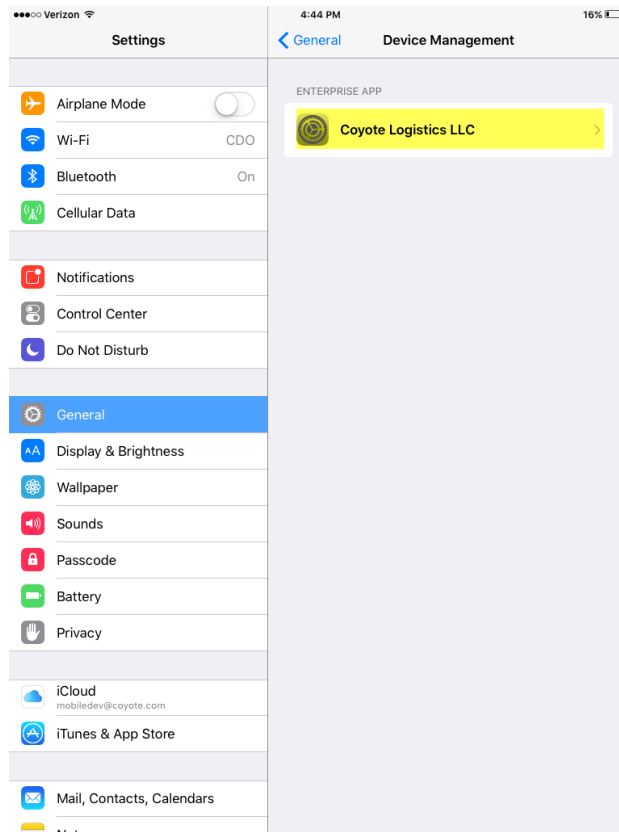 Verizon
4:44 PM
16%
Settings
General
Device Management
Airplane Mode
Wi-Fi
CDO
Bluetooth
On
Cellular Data
Notifications
Control Center
Do Not Disturb
General
AA
Display & Brightness
Wallpaper
Sounds
Passcode
Battery
Privacy
iCloud
mobiledev@coyote.com
iTunes & App Store
Mail, Contacts, Calendars
ENTERPRISE APP
Coyote Logistics LLC